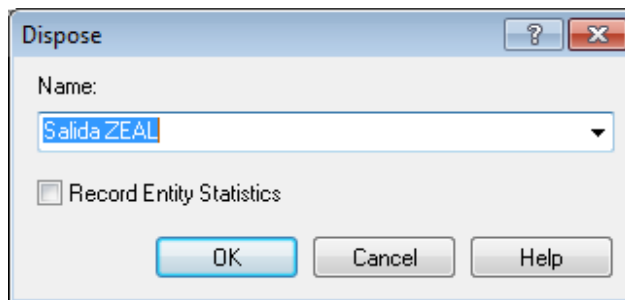 Dispose
Name:
Salida ZEAL
Record Entity Statistics
OK Cancel Help